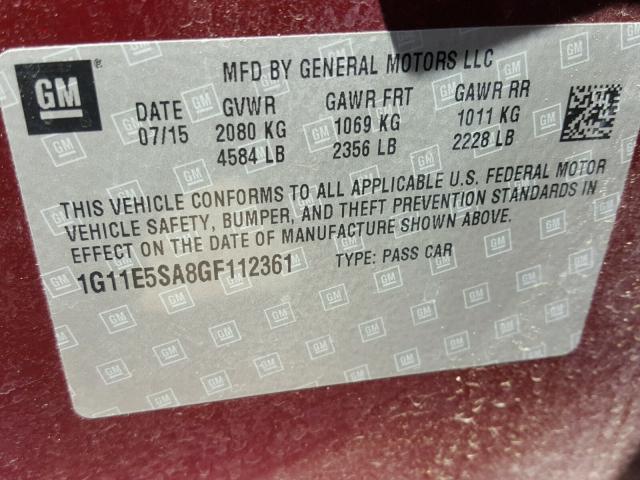 GM
MFD BY GENERAL MOTORS LLC
DATE GVWR GAWR FRT GAWR RR
07/15 2080 KG 1069 KG 1011 KG
4584 LB 2356 LB 2228 LB
THIS VEHICLE CONFORMS TO ALL APPLICABLE U.S. FEDERAL MOTOR
VEHICLE SAFETY, BUMPER, AND THEFT PREVENTION STANDARDS IN
EFFECT ON THE DATE OF MANUFACTURE SHOWN ABOVE.
1G11E5SA8GF112361 TYPE: PASS CAR